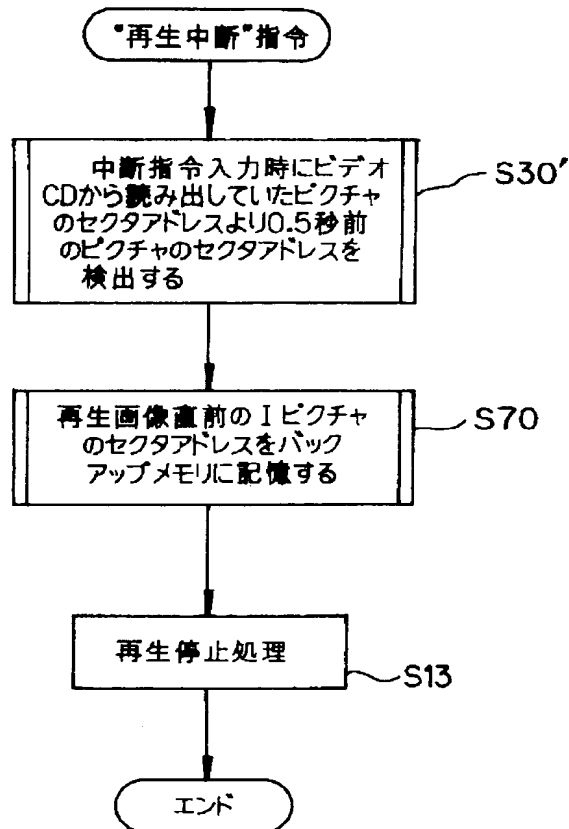 "再生中断"指令
中断指令入力時にビデオ
CDから読み出していたピクチャ
のセクタアドレスより0.5秒前
のピクチャのセクタアドレスを
検出する
S30'
再生画像直前のIピクチャ
のセクタアドレスをバック
アップメモリに記憶する
S70
再生停止処理
S13
エンド